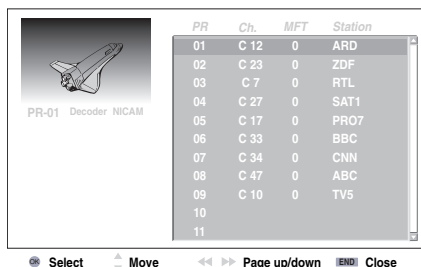 PR Ch. MFT Station
01 C 12 0 ARD
02 C 23 0 ZDF
03 C 7 0 RTL
04 C 27 0 SAT1
05 C 17 0 PRO7
06 C 33 0 BBC
07 C 34 0 CNN
08 C 47 0 ABC
09 C 10 0 TV5
10
11
PR-01 Decoder NICAM
OK Select Move Page up/down END Close